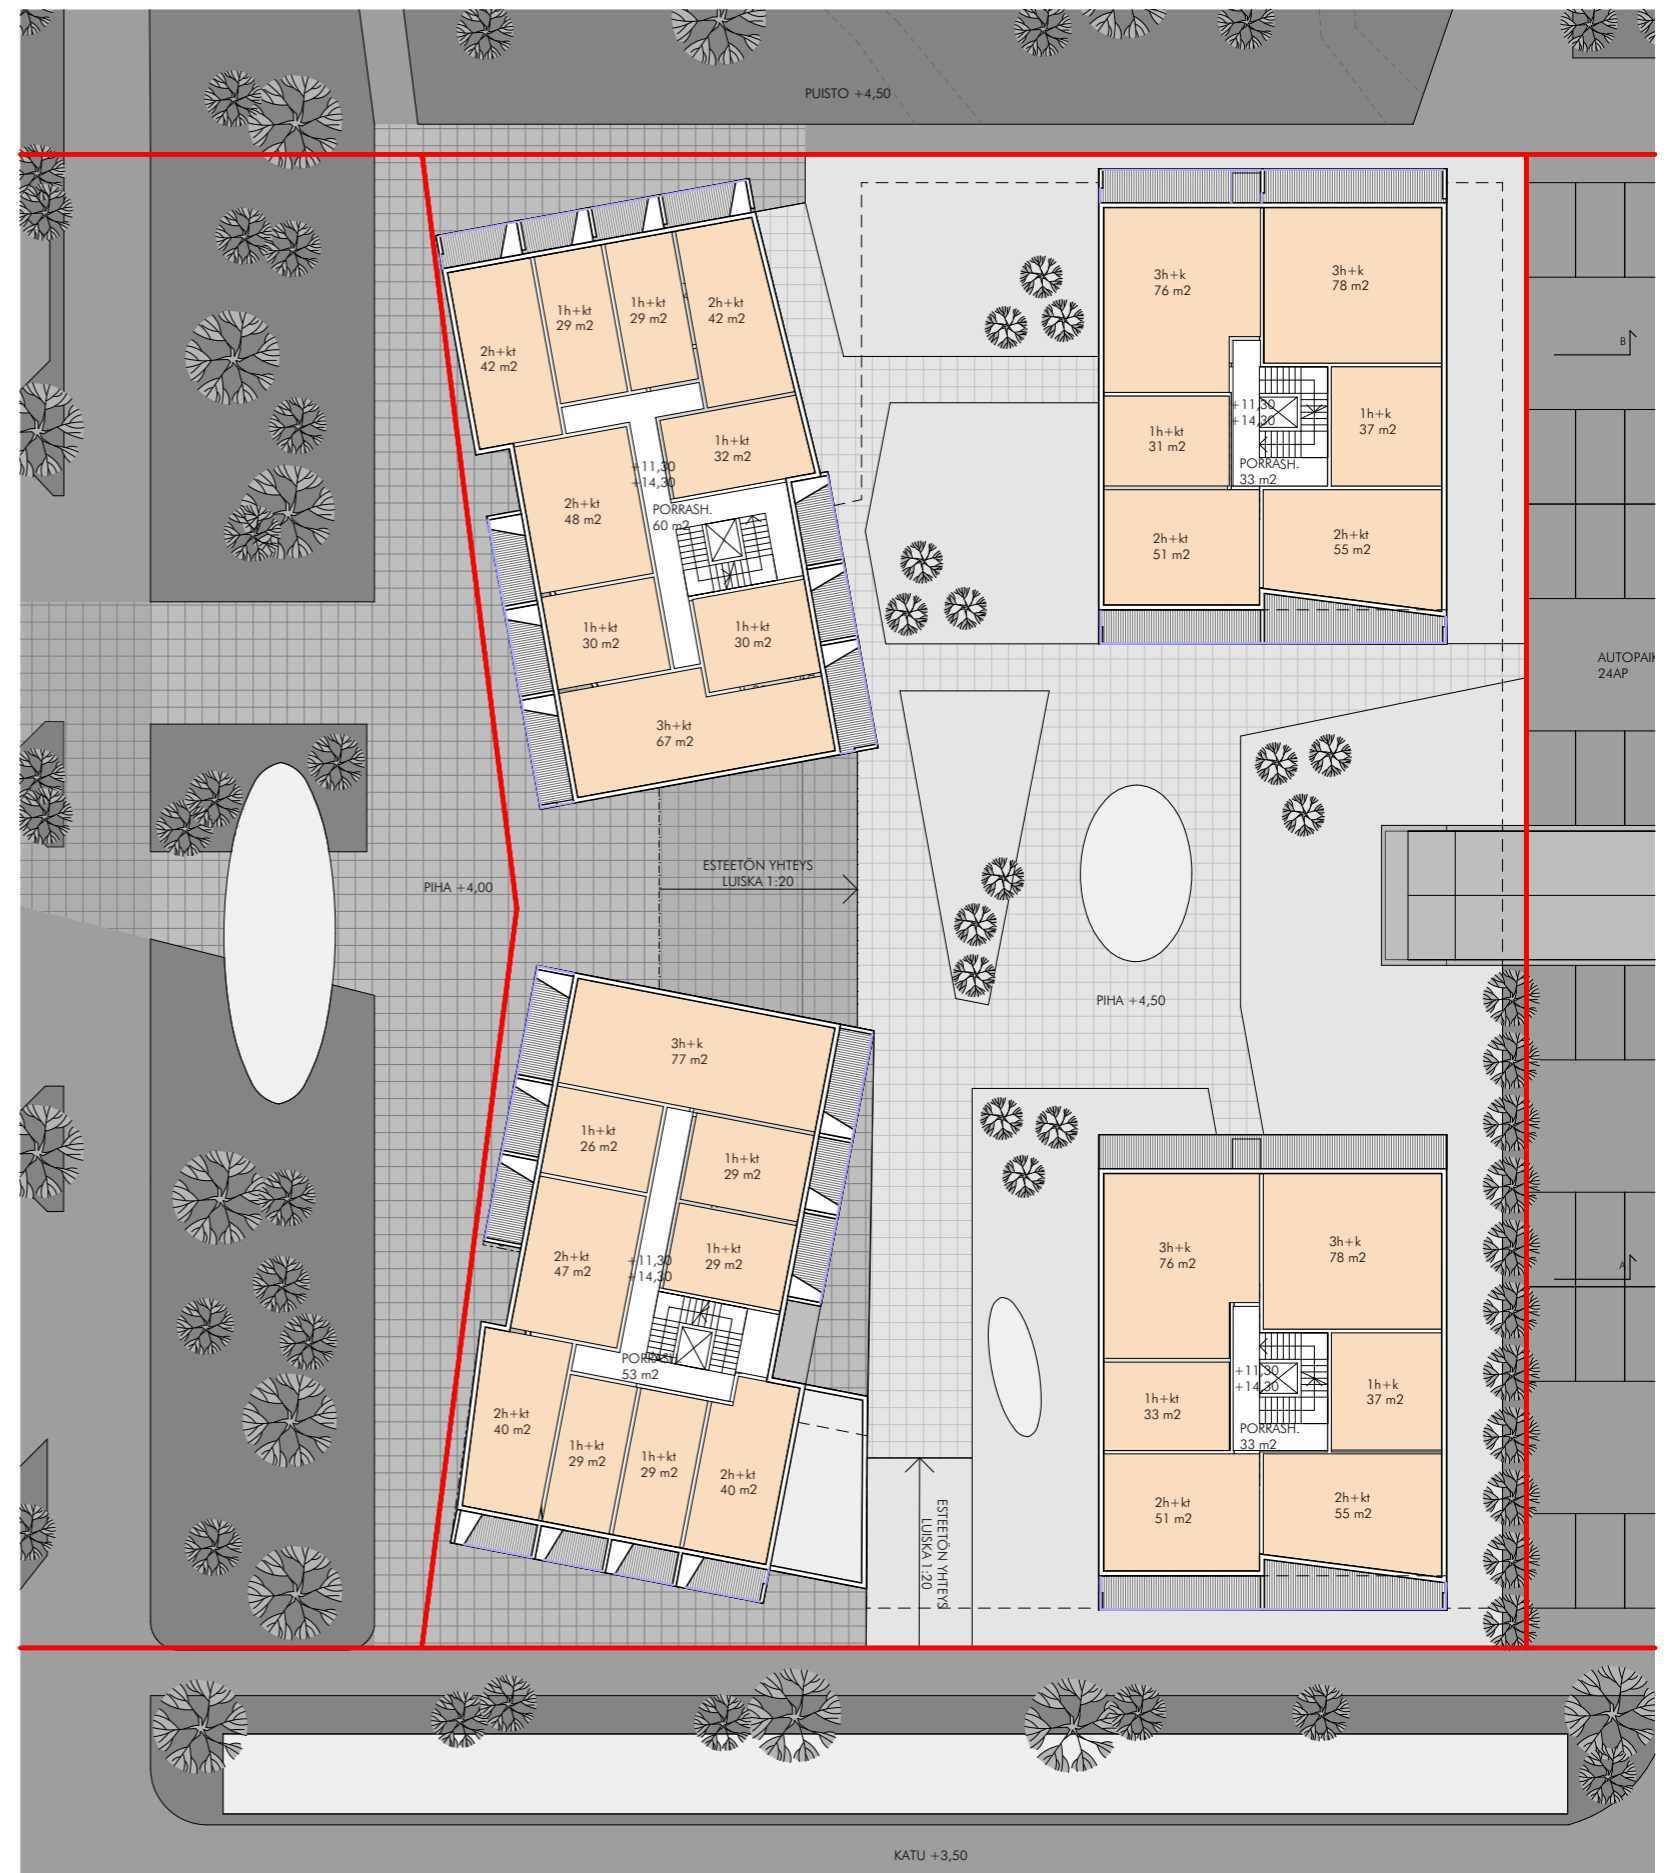 PUISTO +4,50
2h+kt
42 m2
1h+kt
29 m2
1h+kt
29 m2
2h+kt
42 m2
1h+kt
32 m2
+11,30
+14,30
PORRASH.
60 m2
2h+kt
48 m2
1h+kt
30 m2
1h+kt
30 m2
3h+kt
67 m2
3h+k
76 m2
3h+k
78 m2
1h+kt
31 m2
+11,30
+14,30
1h+k
37 m2
PORRASH.
33 m2
2h+kt
51 m2
2h+kt
55 m2
B
AUTOPAIK
24AP
PIHA +4,00
ESTEETÖN YHTEYS
LUISKA 1:20
PIHA +4,50
3h+k
77 m2
1h+kt
26 m2
1h+kt
29 m2
2h+kt
47 m2
+11,30
+14,30
1h+kt
29 m2
PORRASH.
53 m2
2h+kt
40 m2
1h+kt
29 m2
1h+kt
29 m2
2h+kt
40 m2
ESTEETÖN YHTEYS
LUISKA 1:20
3h+k
76 m2
3h+k
78 m2
A
+11,30
+14,30
1h+kt
33 m2
1h+k
37 m2
PORRASH.
33 m2
2h+kt
51 m2
2h+kt
55 m2
KATU +3,50